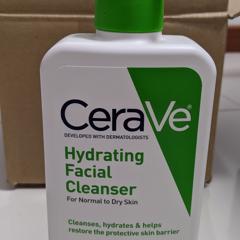 CeraVe
DEVELOPED WITH DERMATOLOGISTS
Hydrating
Facial
Cleanser
For Normal to Dry Skin
Cleanses, hydrates & helps
restore the protective skin barrier